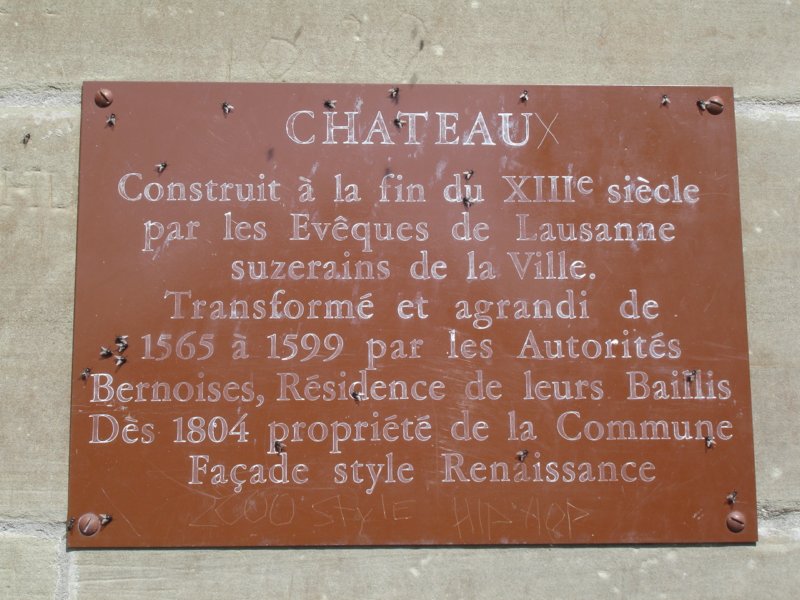 CHATEAUX
Construit à la fin du XIIIe siècle
par les Evêques de Lausanne
suzerains de la Ville.
Transformé et agrandi de
1565 à 1599 par les Autorités
Bernoises, Résidence de leurs Baillis
Dès 1804 propriété de la Commune
Façade style Renaissance
2000 STYLE HIP HOP